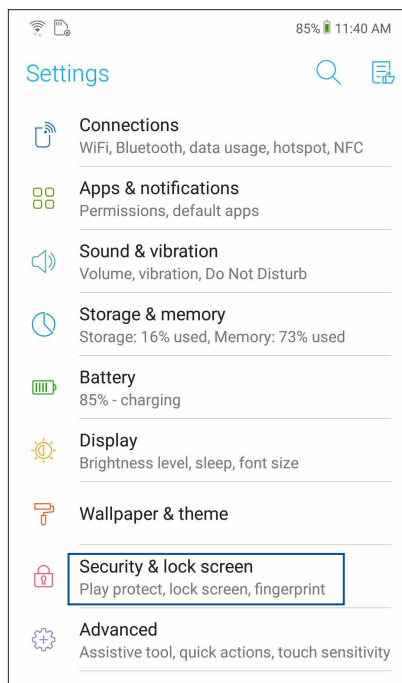 85% 11:40 AM
Settings
Connections
WiFi, Bluetooth, data usage, hotspot, NFC
Apps & notifications
Permissions, default apps
Sound & vibration
Volume, vibration, Do Not Disturb
Storage & memory
Storage: 16% used, Memory: 73% used
Battery
85% - charging
Display
Brightness level, sleep, font size
Wallpaper & theme
Security & lock screen
Play protect, lock screen, fingerprint
Advanced
Assistive tool, quick actions, touch sensitivity